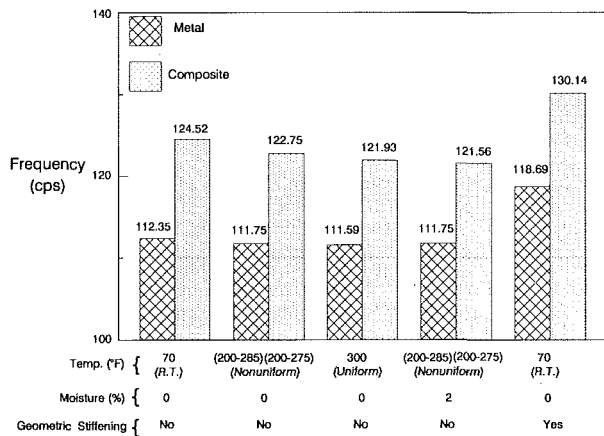 140
Metal
Composite
130
130.14
124.52
122.75
121.93
121.56
Frequency
(cps)
120
118.69
112.35
111.75
111.59
111.75
110
100
Temp. (°F) { 70 (200-285)(200-275) 300 (200-285)(200-275) 70
(R.T.) (Nonuniform) (Uniform) (Nonuniform) (R.T.)
Moisture (%) { 0 0 0 2 0
Geometric Stiffening { No No No No Yes